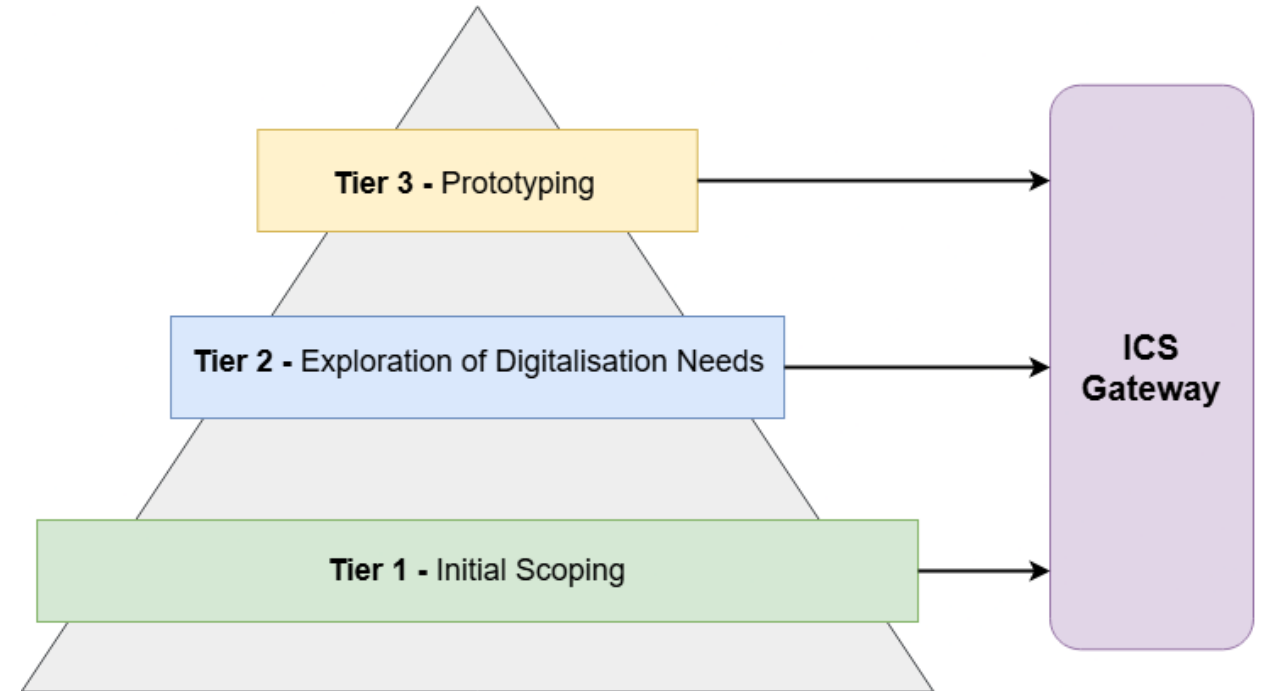 Tier 3 - Prototyping
Tier 2 - Exploration of Digitalisation Needs
Tier 1 - Initial Scoping
ICS
Gateway